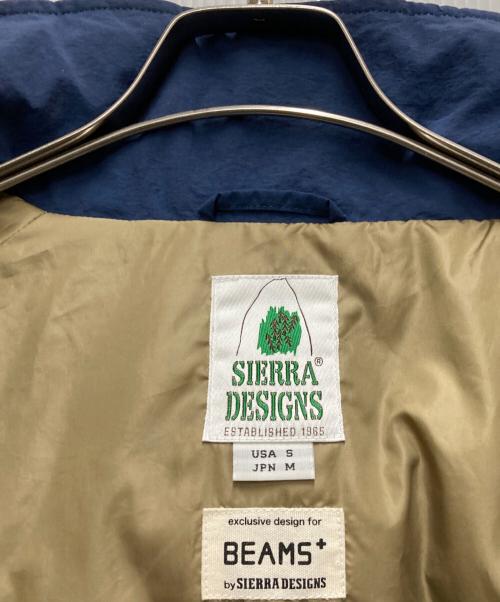 SIERRA®
DESIGNS
ESTABLISHED 1965
USA S
JPN M
exclusive design for
BEAMS+
by SIERRA DESIGNS